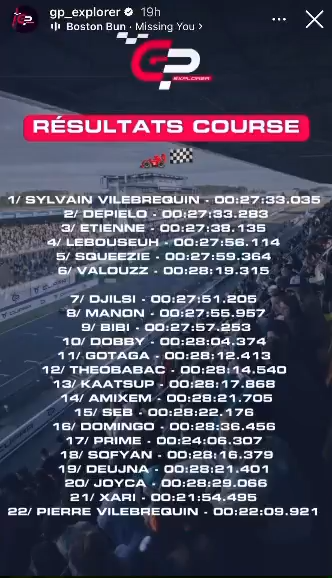 gp_explorer 19h
Boston Bun · Missing You >
GP
EXPLORER
RÉSULTATS COURSE
1/ SYLVAIN VILEBREQUIN - 00:27:33.035
2/ DEPIELO - 00:27:33.283
3/ ETIENNE - 00:27:38.135
4/ LEBOUSEUH - 00:27:56.114
5/ SQUEEZIE - 00:27:59.364
6/ VALOUZZ - 00:28:19.315
7/ DJILSI - 00:27:51.205
8/ MANON - 00:27:55.957
9/ BIBI - 00:27:57.253
10/ DOBBY - 00:28:04.374
11/ GOTAGA - 00:28:12.413
12/ THEOBABAC - 00:28:14.540
13/ KAATSUP - 00:28:17.868
14/ AMIXEM - 00:28:21.705
15/ SEB - 00:28:22.176
16/ DOMINGO - 00:28:36.456
17/ PRIME - 00:24:06.307
18/ SOFYAN - 00:28:16.379
19/ DEUJNA - 00:28:21.401
20/ JOYCA - 00:28:29.066
21/ XARI - 00:21:54.495
22/ PIERRE VILEBREQUIN - 00:22:09.921